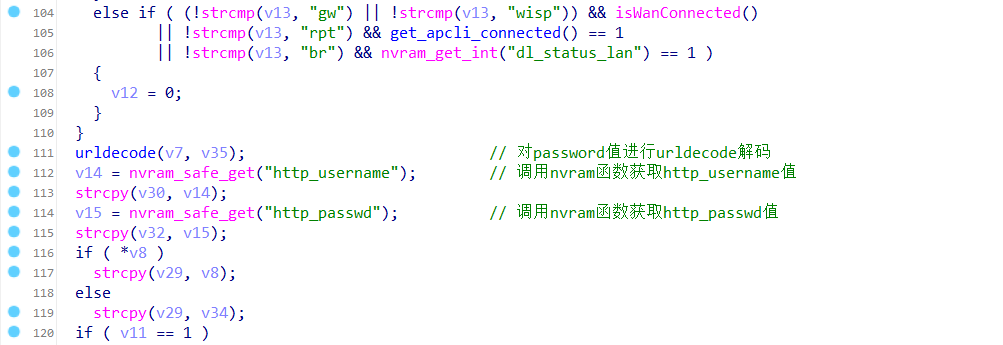 104 else if ( (!strcmp(v13, "gw") || !strcmp(v13, "wisp")) && isWanConnected()
105 || !strcmp(v13, "rpt") && get_apcli_connected() == 1
106 || !strcmp(v13, "br") && nvram_get_int("dl_status_lan") == 1 )
107 {
108 v12 = 0;
109 }
110 }
111 urldecode(v7, v35); // 对password值进行urldecode解码
112 v14 = nvram_safe_get("http_username"); // 调用nvram函数获取http_username值
113 strcpy(v30, v14);
114 v15 = nvram_safe_get("http_passwd"); // 调用nvram函数获取http_passwd值
115 strcpy(v32, v15);
116 if ( *v8 )
117 strcpy(v29, v8);
118 else
119 strcpy(v29, v34);
120 if ( v11 == 1 )